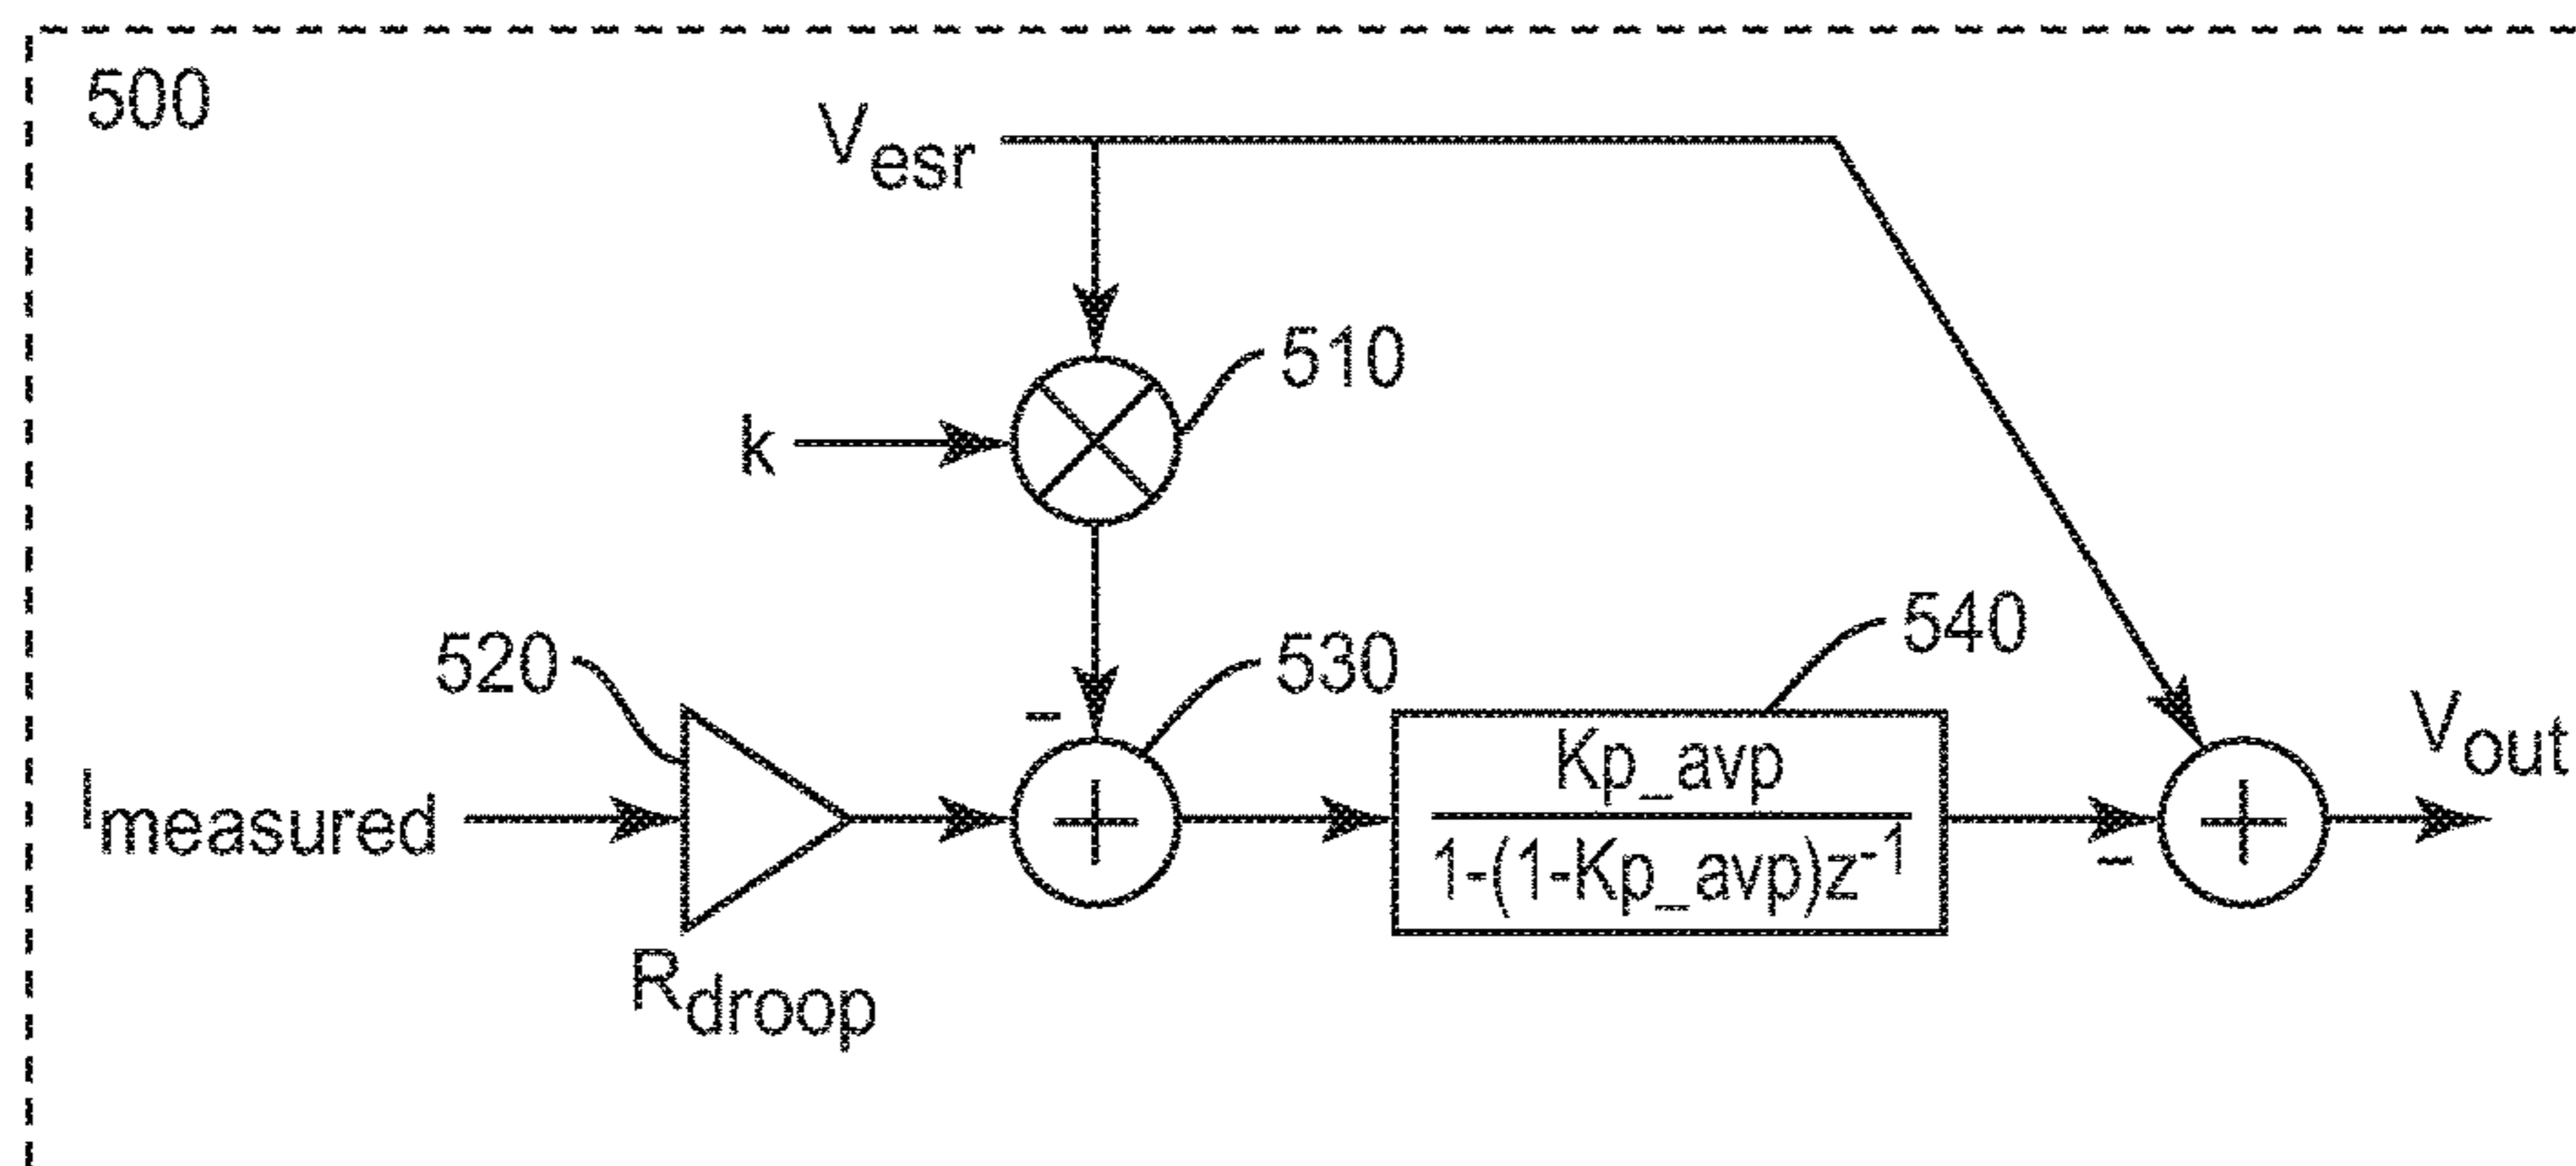 500
Vesr
510
k
520
530
540
Imeasured
-
Kp_avp
1-(1-Kp_avp)z-1
-
Vout
Rdroop